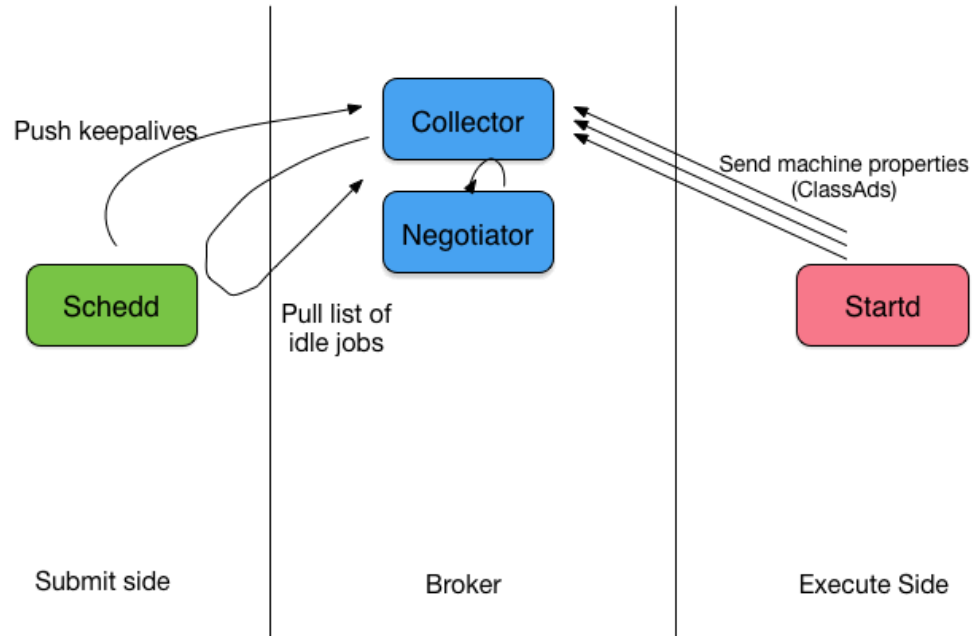 Collector
Push keepalives
Send machine properties
(ClassAds)
Negotiator
Schedd
Pull list of
idle jobs
Startd
Submit side
Broker
Execute Side